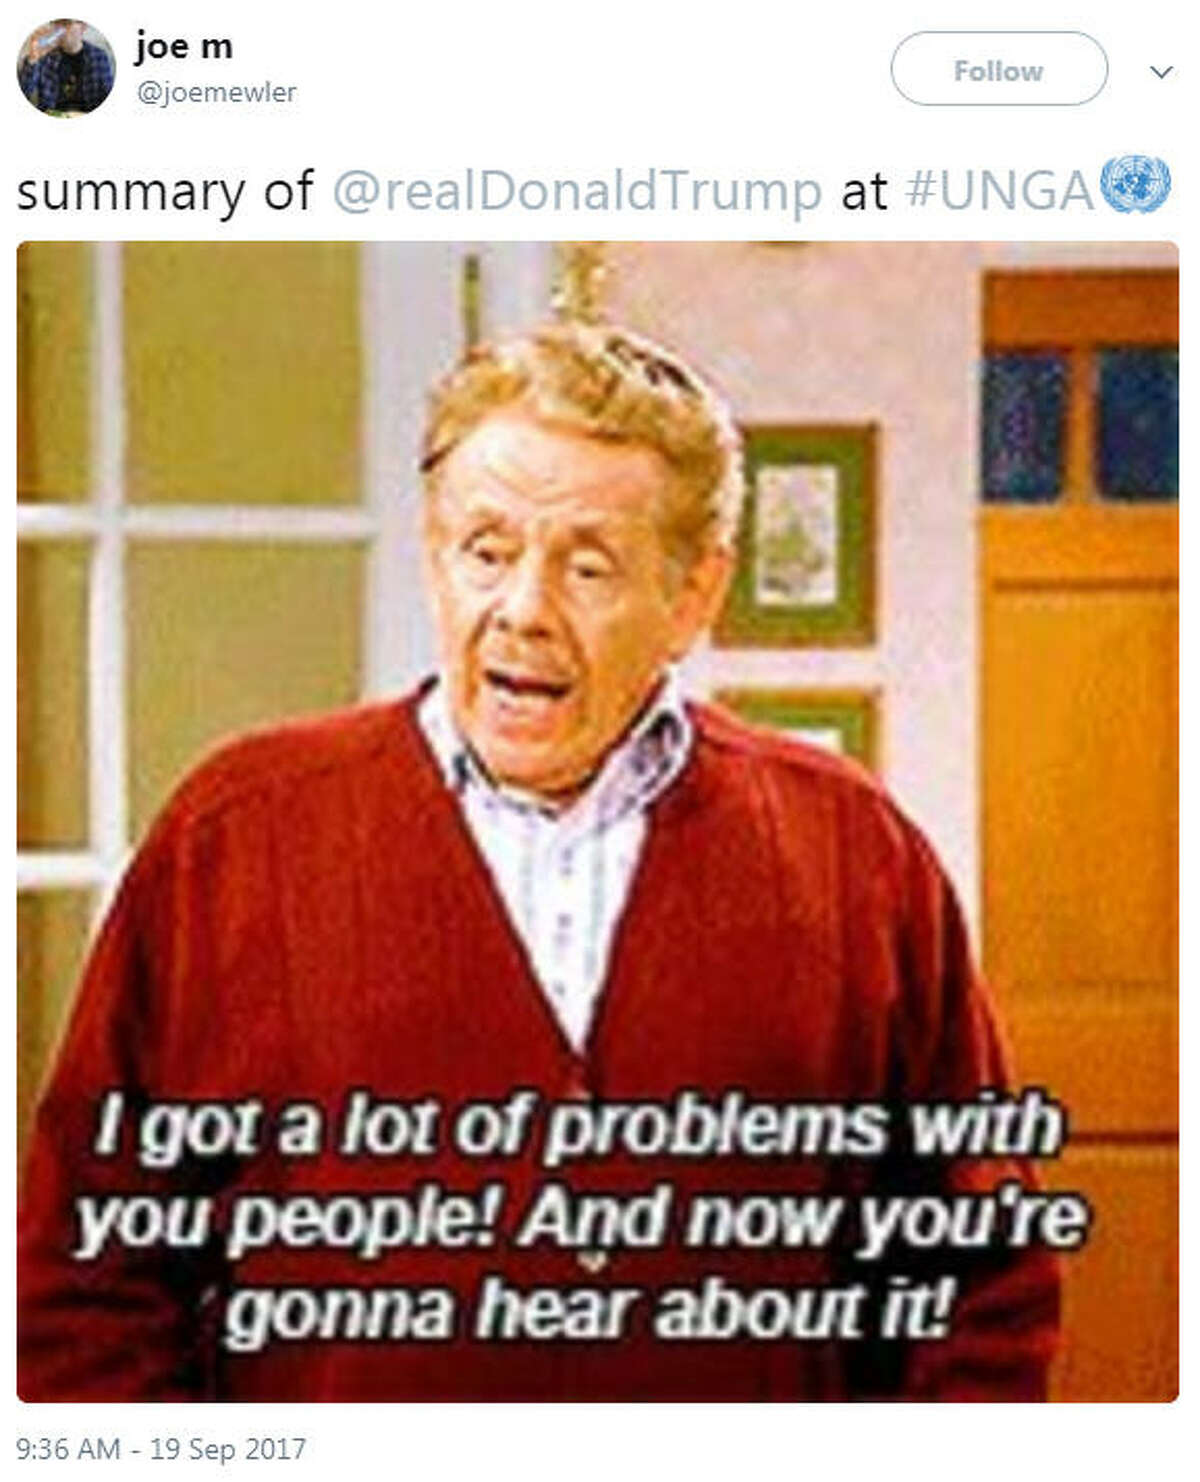 joe m
@joemewler
Follow
summary of @realDonaldTrump at #UNGA
I got a lot of problems with
you people! And now you're
gonna hear about it!
9:36 AM - 19 Sep 2017